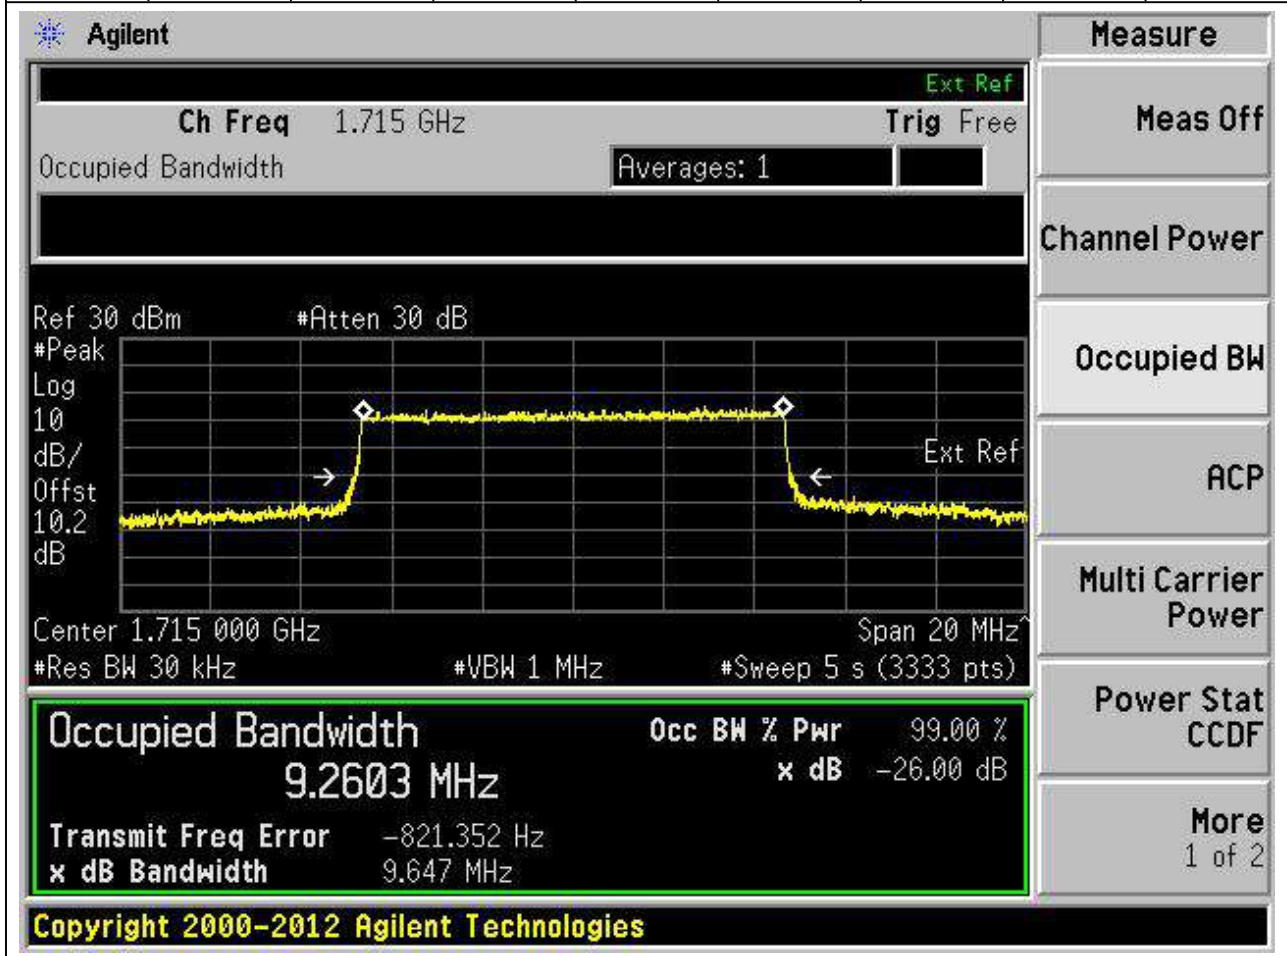 Agilent
Measure
Ext Ref
Ch Freq 1.715 GHz Trig Free
Meas Off
Occupied Bandwidth Averages: 1
Channel Power
Ref 30 dBm #Atten 30 dB
#Peak
Log
10
dB/
Offst
10.2
dB
Ext Ref
Occupied BW
ACP
Center 1.715 000 GHz Span 20 MHz^
#Res BW 30 kHz #VBW 1 MHz #Sweep 5 s (3333 pts)
Multi Carrier
Power
Occupied Bandwidth Occ BW % Pwr 99.00 %
9.2603 MHz x dB -26.00 dB
Power Stat
CCDF
Transmit Freq Error -821.352 Hz
x dB Bandwidth 9.647 MHz
More
1 of 2
Copyright 2000-2012 Agilent Technologies